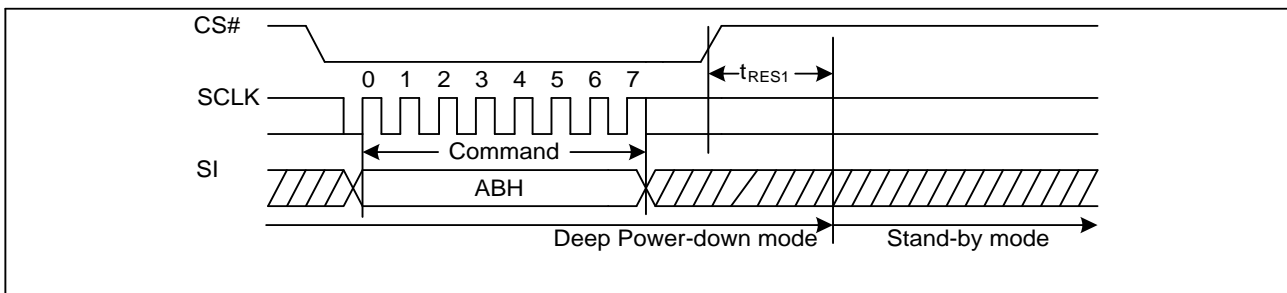 CS#
tRES1
0 1 2 3 4 5 6 7
SCLK
Command
SI
ABH
Deep Power-down mode Stand-by mode